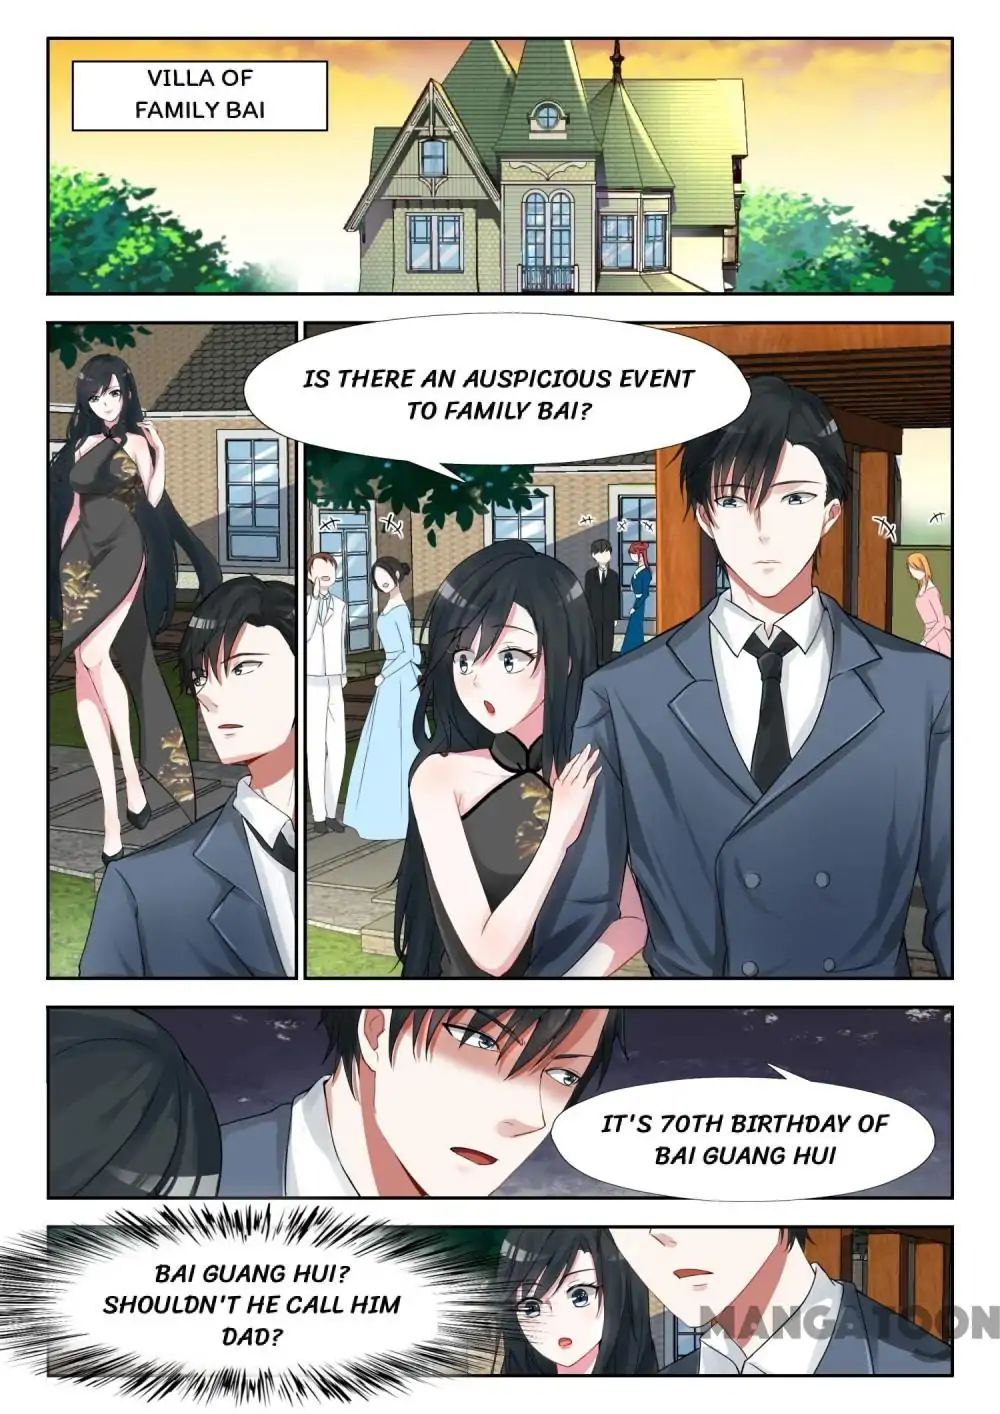 VILLA OF
FAMILY BAI
IS THERE AN AUSPICIOUS EVENT
TO FAMILY BAI?
IT'S 70TH BIRTHDAY OF
BAI GUANG HUI
BAI GUANG HUI?
SHOULDN'T HE CALL HIM
DAD?
MANGATOON